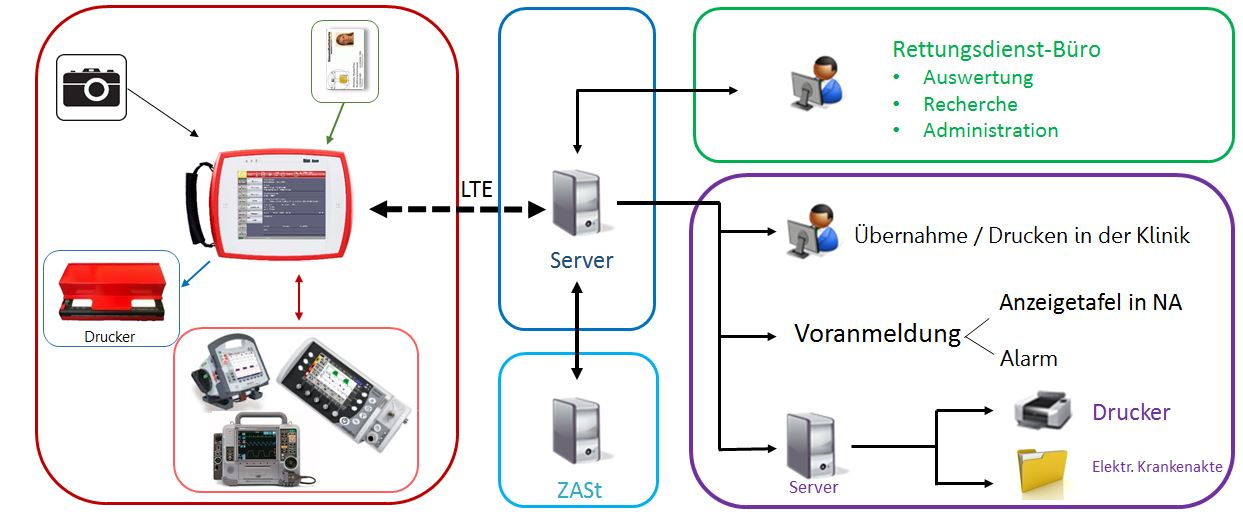 Drucker
LTE
Server
ZASt
Rettungsdienst-Büro
• Auswertung
• Recherche
• Administration
Übernahme / Drucken in der Klinik
Voranmeldung
Anzeigetafel in NA
Alarm
Server
Drucker
Elektr. Krankenakte